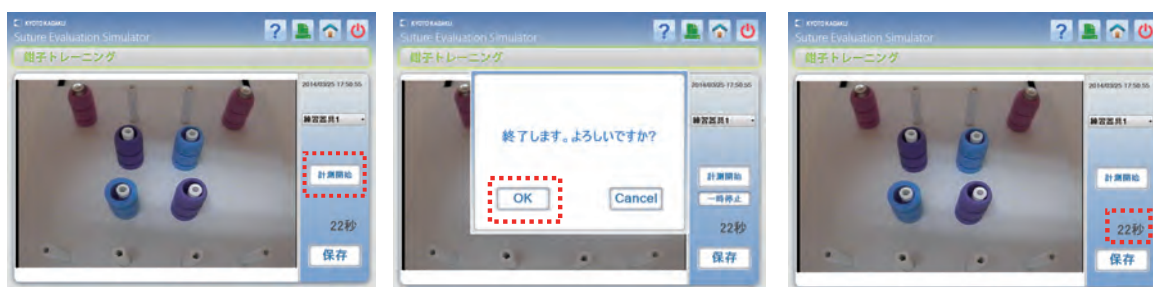 KYOTO KAGAKU
Suture Evaluation Simulator
?
鉗子トレーニング
2014/03/25-17:50:55
練習器具1
計測開始
22秒
保存
KYOTO KAGAKU
Suture Evaluation Simulator
?
鉗子トレーニング
2014/03/25-17:50:55
練習器具1
終了します。よろしいですか?
OK
Cancel
計測開始
一時停止
22秒
保存
KYOTO KAGAKU
Suture Evaluation Simulator
?
鉗子トレーニング
2014/03/25-17:50:55
練習器具1
計測開始
22秒
保存